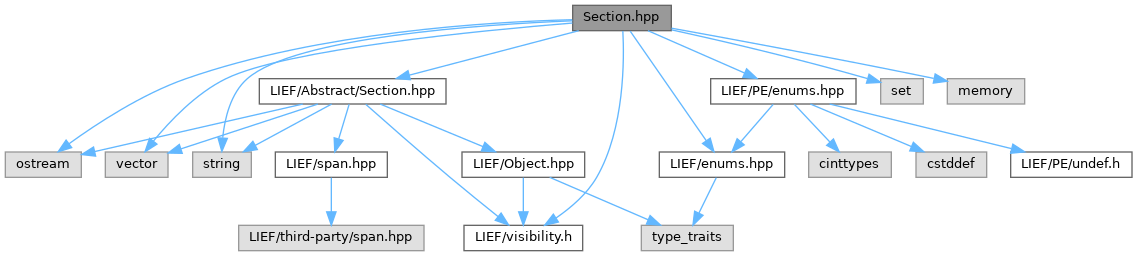 Section.hpp
LIEF/Abstract/Section.hpp
LIEF/PE/enums.hpp
set
memory
ostream
vector
string
LIEF/span.hpp
LIEF/Object.hpp
LIEF/enums.hpp
cinttypes
cstddef
LIEF/PE/undef.h
LIEF/third-party/span.hpp
LIEF/visibility.h
type_traits